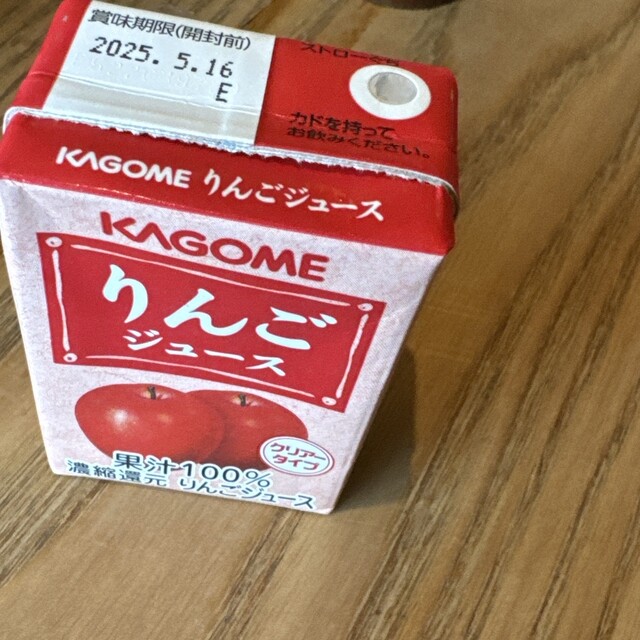 賞味期限(開封前)
2025. 5.16
E
ストロー
カドを持って
お飲みください。
KAGOME りんごジュース
KAGOME
りんご
ジュース
クリアー
タイプ
果汁100%
濃縮還元 りんごジュース